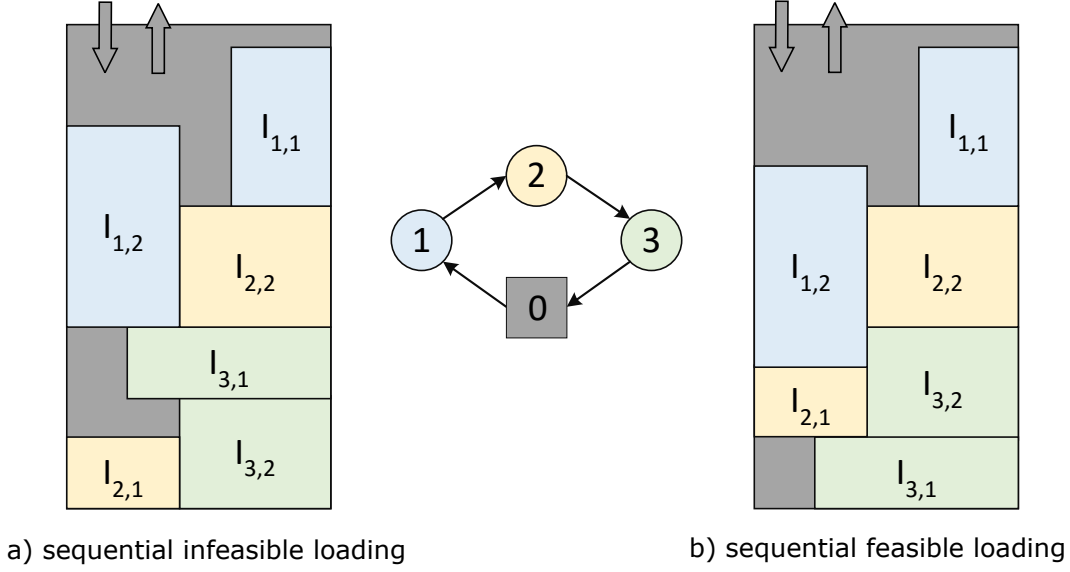 I1,1
I1,2
I2,2
I3,1
I3,2
I2,1
2
1
3
0
I1,1
I1,2
I2,2
I2,1
I3,2
I3,1
a) sequential infeasible loading
b) sequential feasible loading